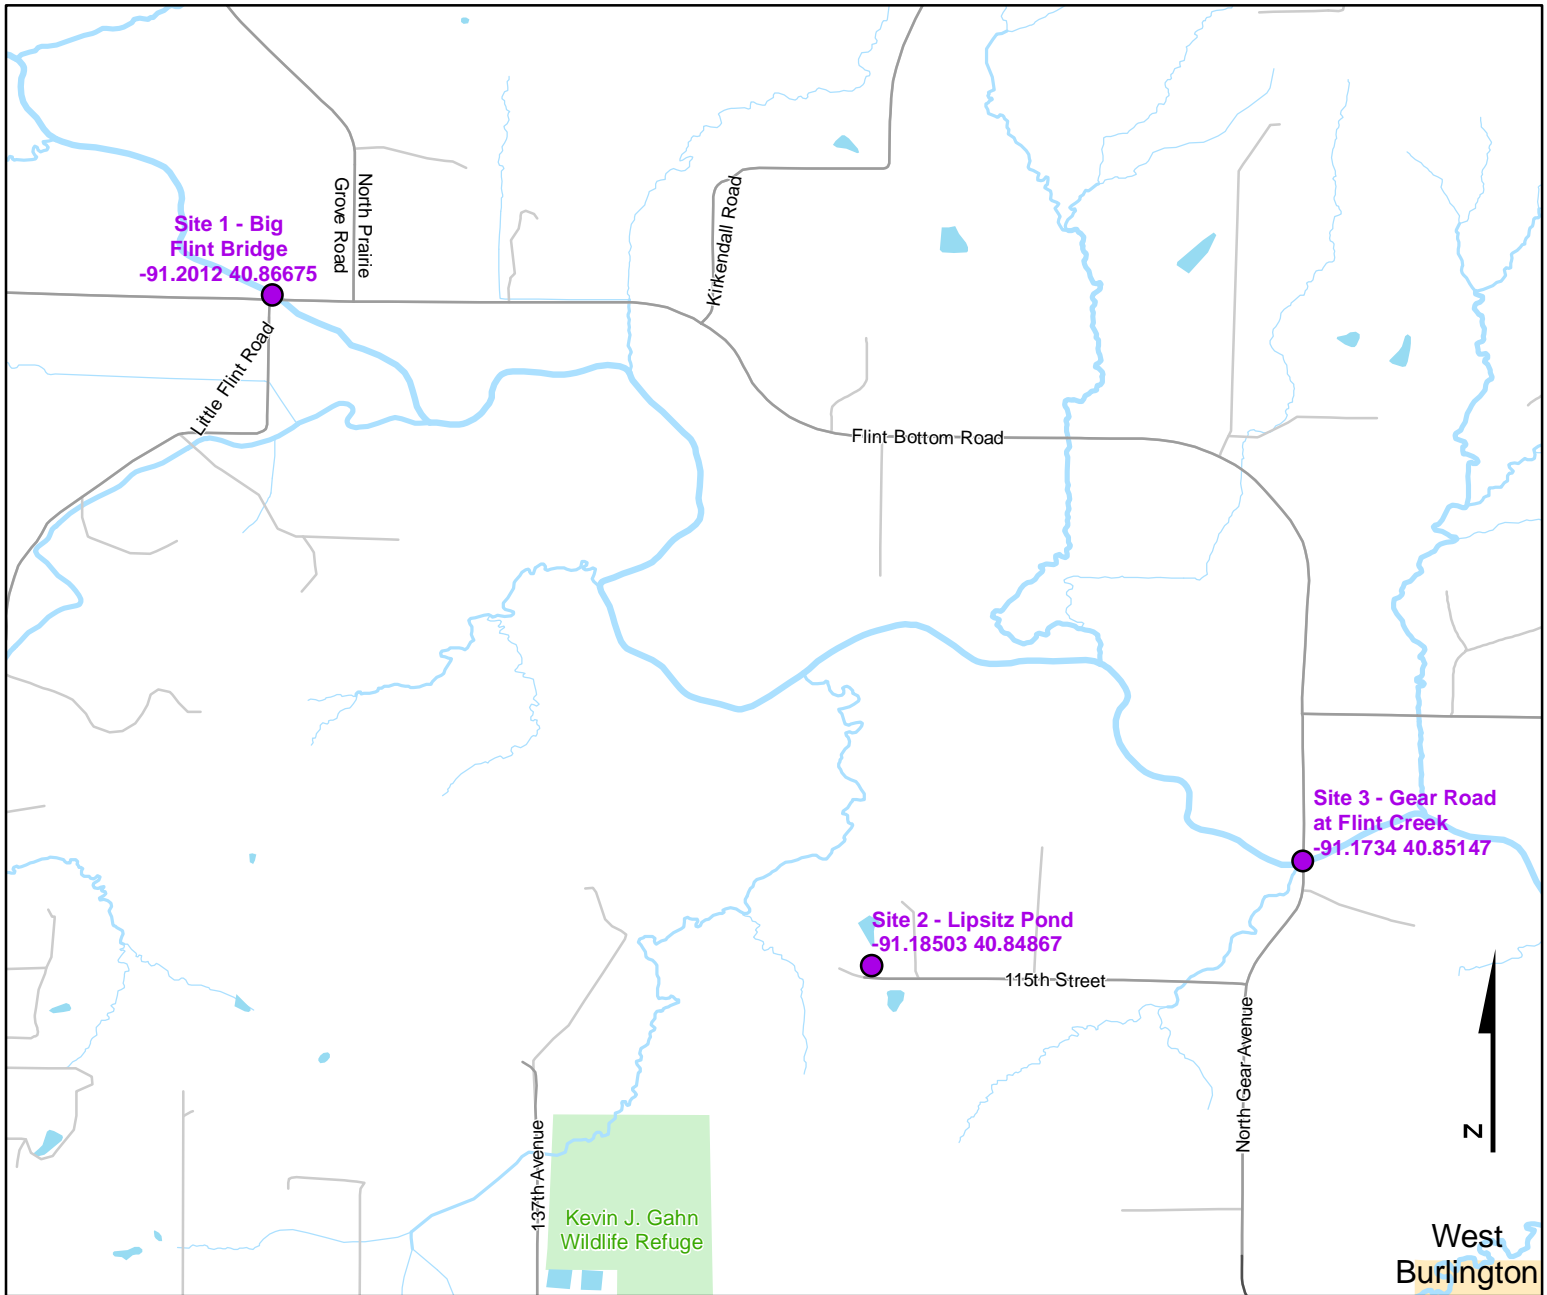 North Prairie
Grove Road
Kirkendall Road
Site 1 - Big
Flint Bridge
-91.2012 40.86675
Little Flint Road
Flint Bottom Road
Site 3 - Gear Road
at Flint Creek
-91.1734 40.85147
Site 2 - Lipsitz Pond
-91.18503 40.84867
115th Street
North Gear Avenue
137th Avenue
Kevin J. Gahn
Wildlife Refuge
N
West
Burlington